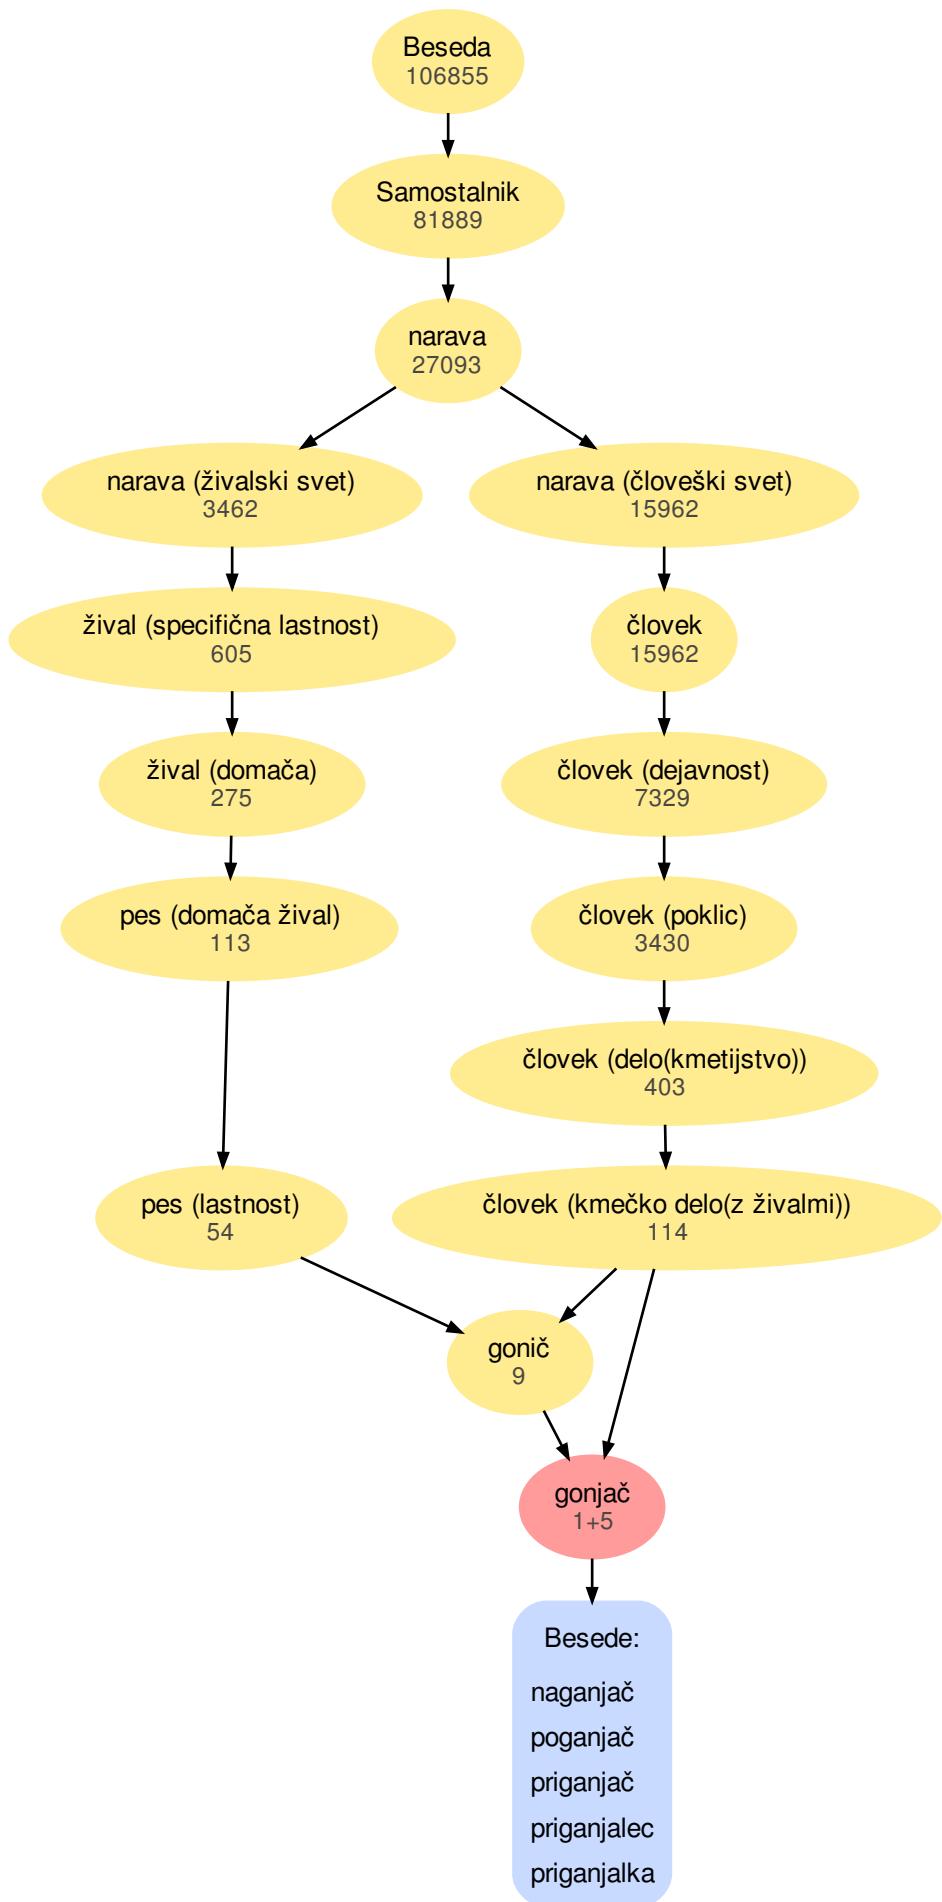 Beseda
106855
Samostalnik
81889
narava
27093
narava (živalski svet)
3462
narava (človeški svet)
15962
žival (specifična lastnost)
605
človek
15962
žival (domača)
275
človek (dejavnost)
7329
pes (domača žival)
113
človek (poklic)
3430
človek (delo(kmetijstvo))
403
pes (lastnost)
54
človek (kmečko delo(z živalmi))
114
gonič
9
gonjač
1+5
Besede:
naganjač
poganjač
priganjač
priganjalec
priganjalka